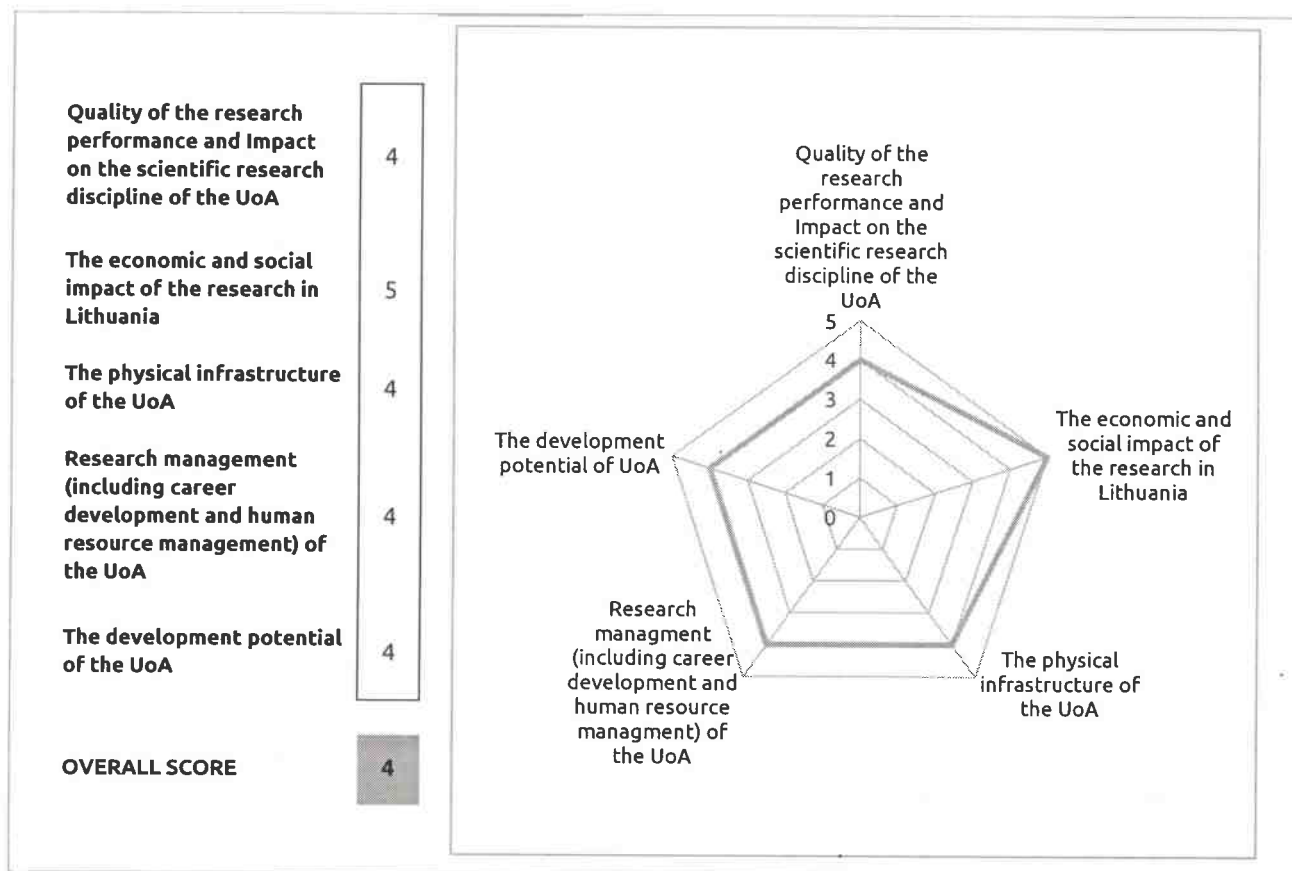 Quality of the research
performance and Impact
on the scientific research
discipline of the UoA
4
The economic and social
impact of the research in
Lithuania
5
The physical infrastructure
of the UoA
4
Research management
(including career
development and human
resource management) of
the UoA
4
The development potential
of the UoA
4
OVERALL SCORE
4
Quality of the
research
performance and
Impact on the
scientific research
discipline of the
UoA
5
4
3
2
1
0
The economic and
social impact of
the research in
Lithuania
The physical
infrastructure of
the UoA
Research
managment
(including career
development and
human resource
managment) of
the UoA
The development
potential of UoA